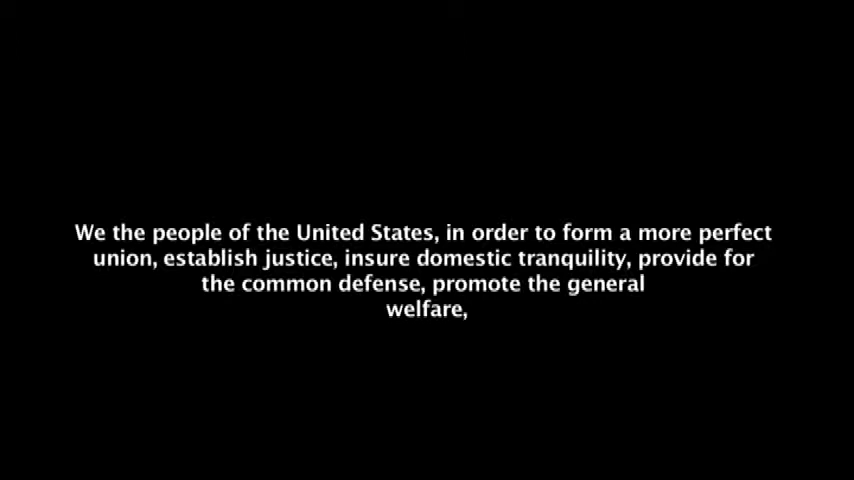 We the people of the United States, in order to form a more perfect
union, establish justice, insure domestic tranquility, provide for
the common defense, promote the general
welfare,